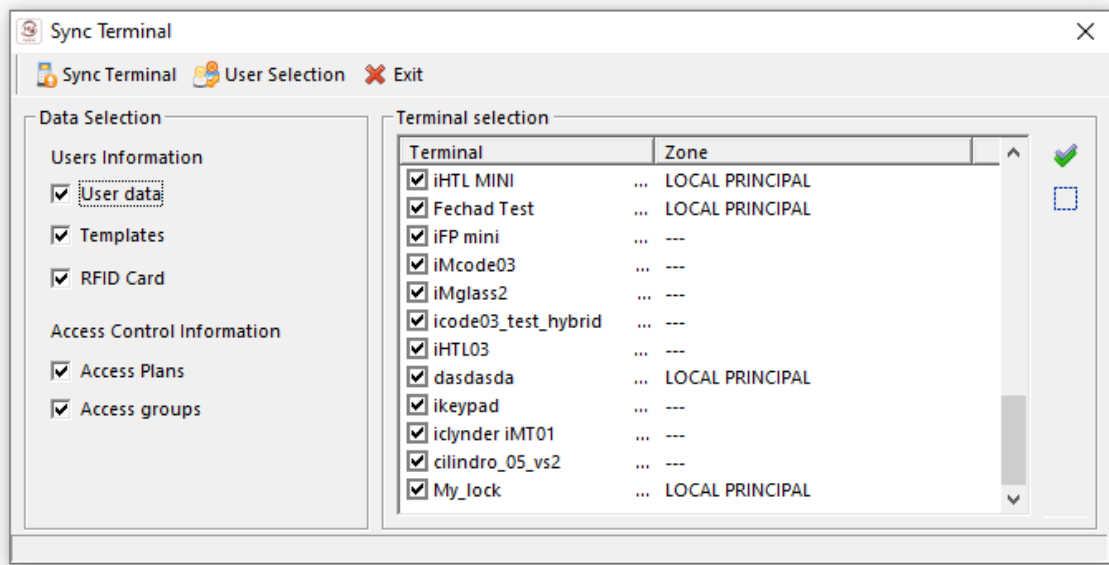 Sync Terminal
Sync Terminal User Selection Exit
Data Selection
Users Information
User data
Templates
RFID Card
Access Control Information
Access Plans
Access groups
Terminal selection
Terminal Zone
iHTL MINI ... LOCAL PRINCIPAL
Fechad Test ... LOCAL PRINCIPAL
iFP mini ... ---
iMcode03 ... ---
iMglass2 ... ---
icode03_test_hybrid ... ---
iHTL03 ... ---
dasdasda ... LOCAL PRINCIPAL
ikeypad ... ---
iclynder iMT01 ... ---
cilindro_05_vs2 ... ---
My_lock ... LOCAL PRINCIPAL